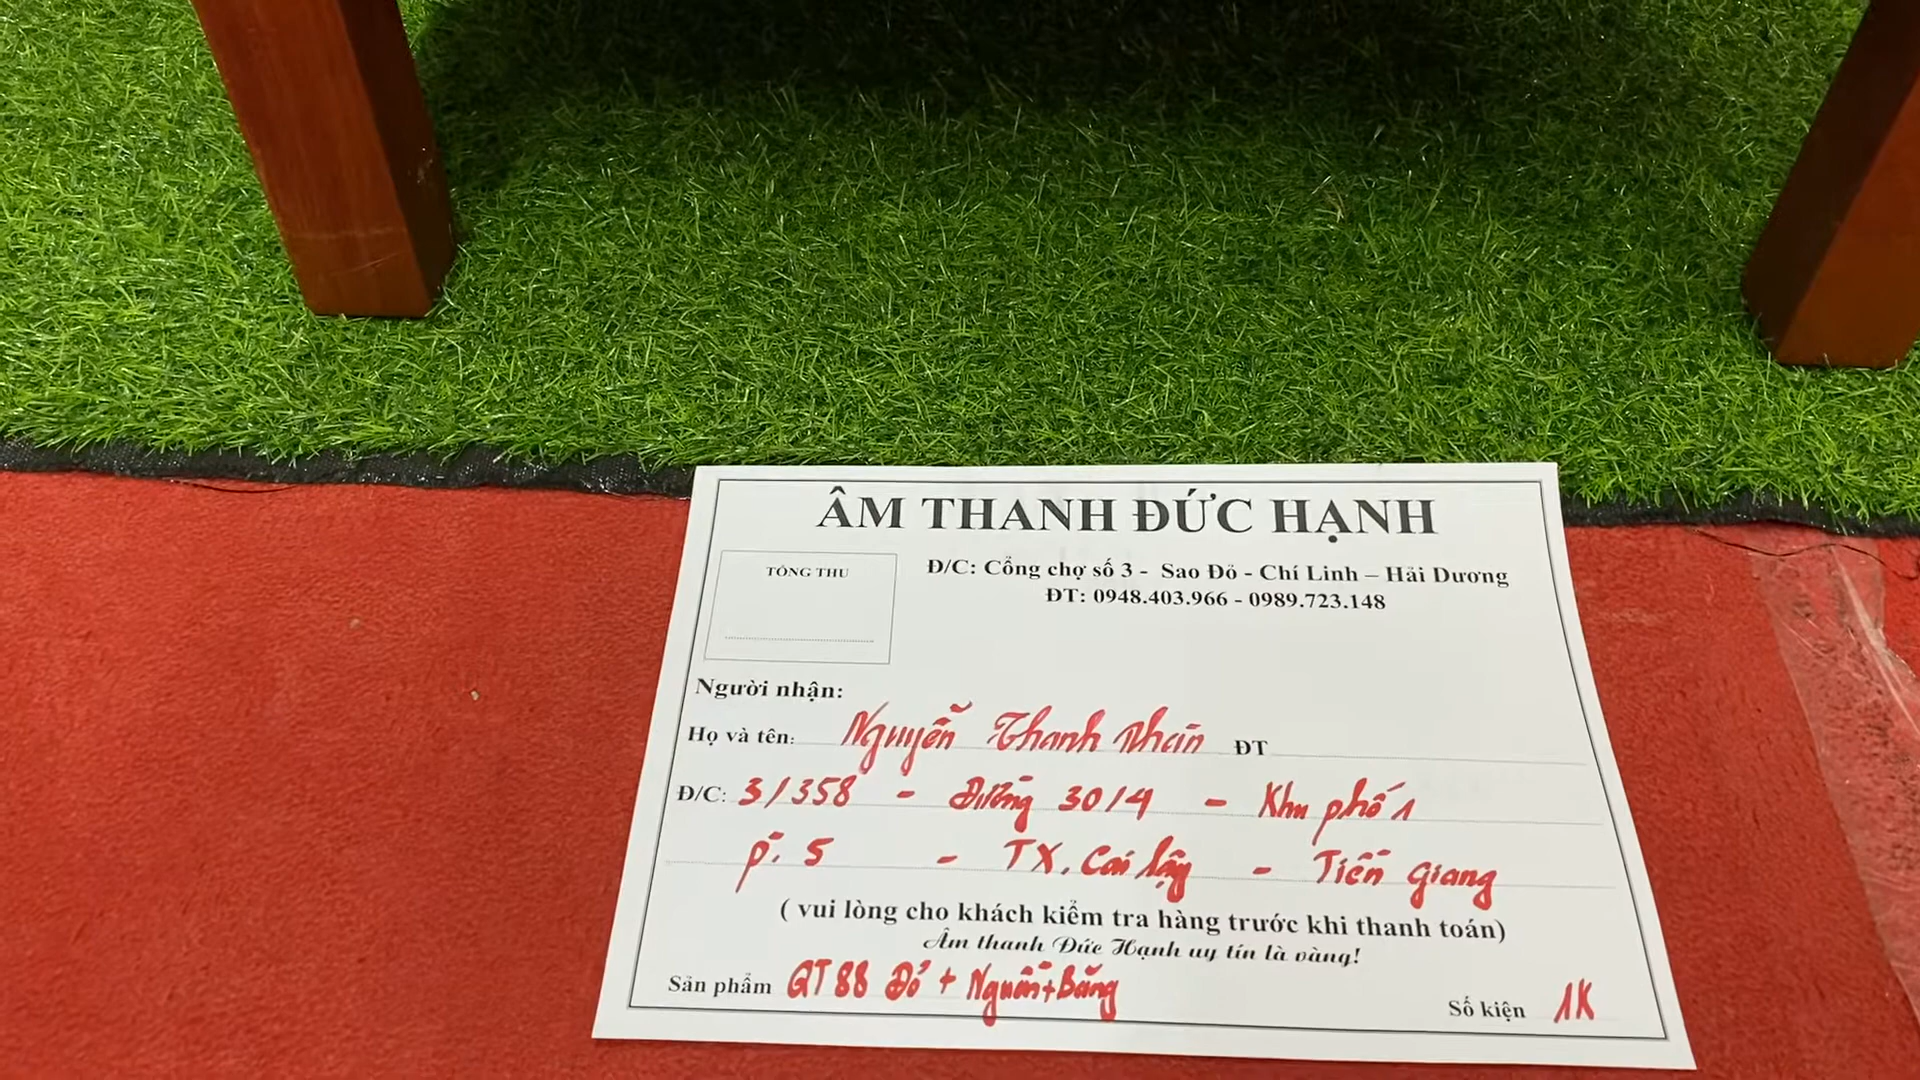 ÂM THANH ĐỨC HẠNH
TỔNG THU
Đ/C: Cổng chợ số 3 - Sao Đỏ - Chí Linh – Hải Dương
ĐT: 0948.403.966 - 0989.723.148
Người nhận:
Họ và tên: Nguyễn Thanh Nhàn ĐT
Đ/C: 3/358 - Đường 30/4 - Khu phố 1
P. 5 - TX. Cai Lậy - Tiền Giang
( vui lòng cho khách kiểm tra hàng trước khi thanh toán)
Âm thanh Đức Hạnh uy tín là vàng!
Sản phẩm QT 88 Đỏ + Nguồn + Băng
Số kiện 1K